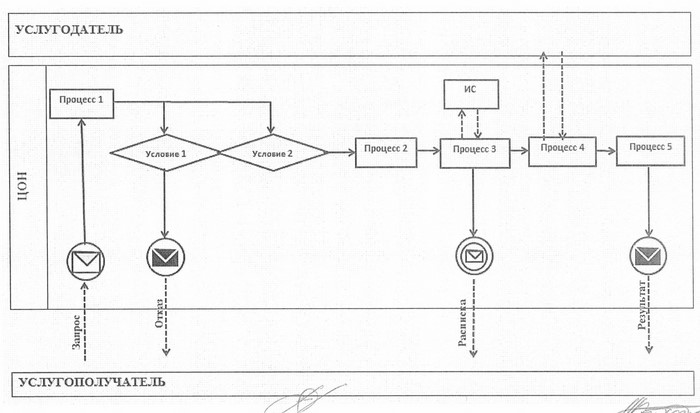 УСЛУГОДАТЕЛЬ
ИС
Процесс 1
Условие 1
Условие 2
Процесс 2
Процесс 3
Процесс 4
Процесс 5
ЦОН
Запрос
Отказ
Расписка
Результат
УСЛУГОПОЛУЧАТЕЛЬ